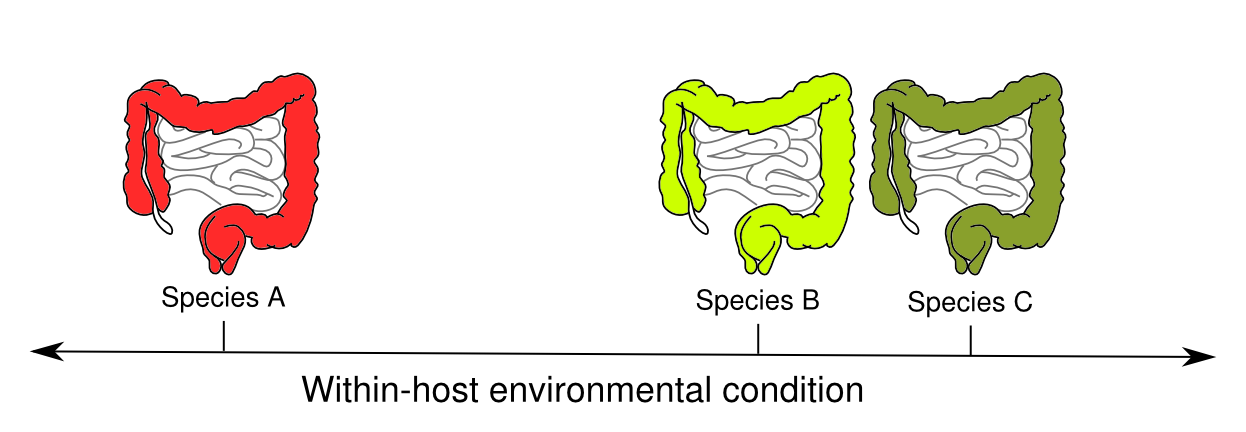 Species A
Species B
Species C
Within-host environmental condition